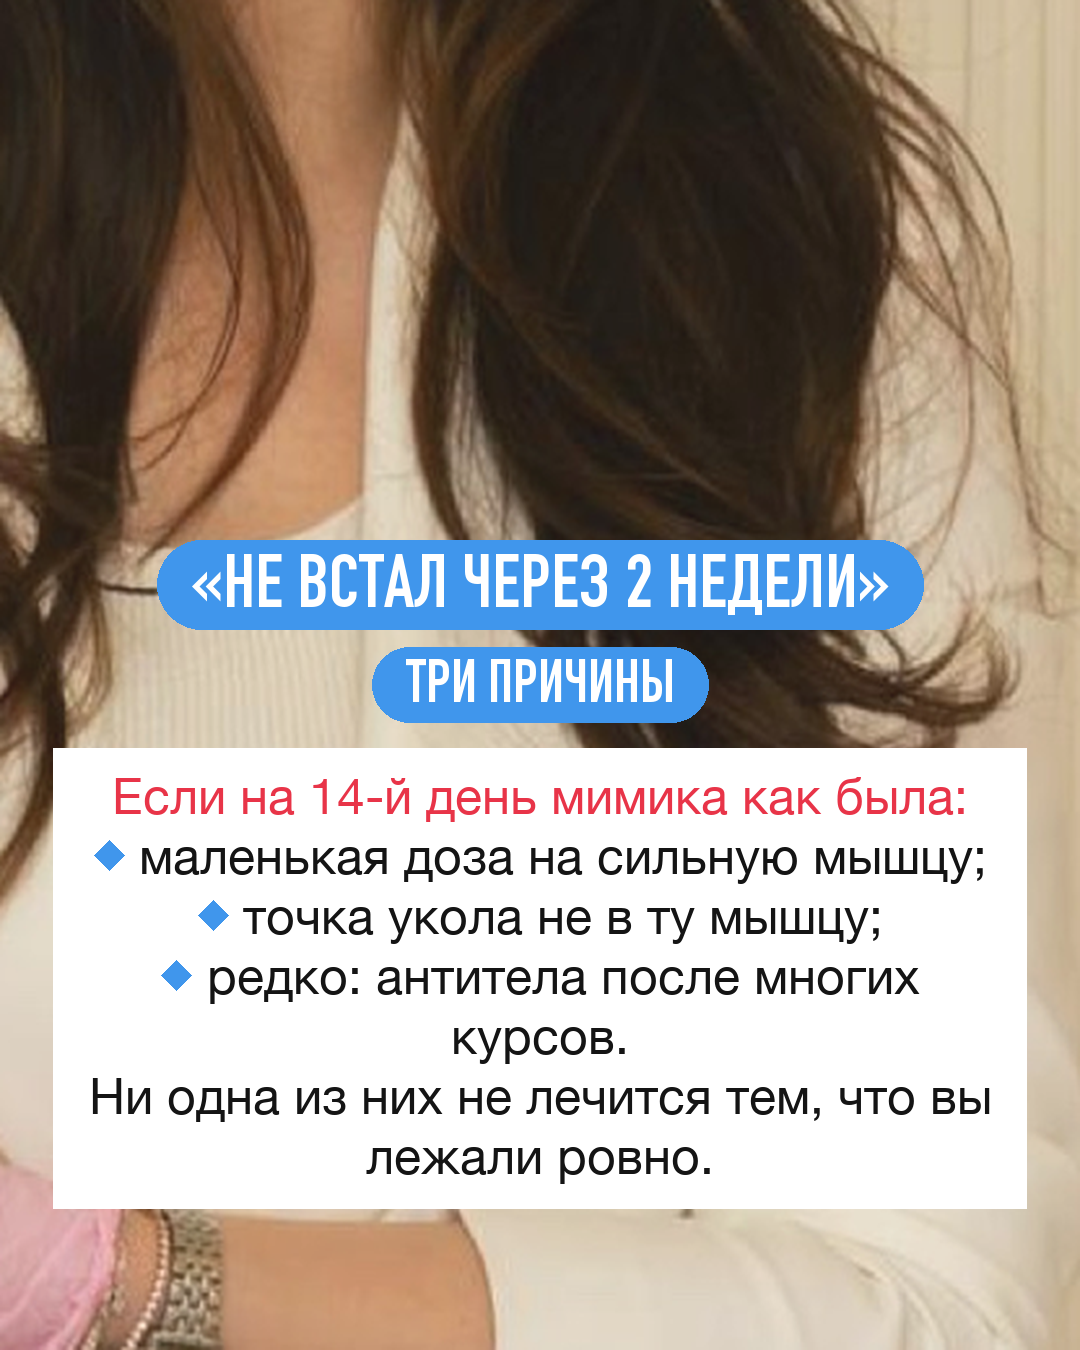 «НЕ ВСТАЛ ЧЕРЕЗ 2 НЕДЕЛИ»
ТРИ ПРИЧИНЫ
Если на 14-й день мимика как была:
🔹 маленькая доза на сильную мышцу;
🔹 точка укола не в ту мышцу;
🔹 редко: антитела после многих
курсов.
Ни одна из них не лечится тем, что вы
лежали ровно.